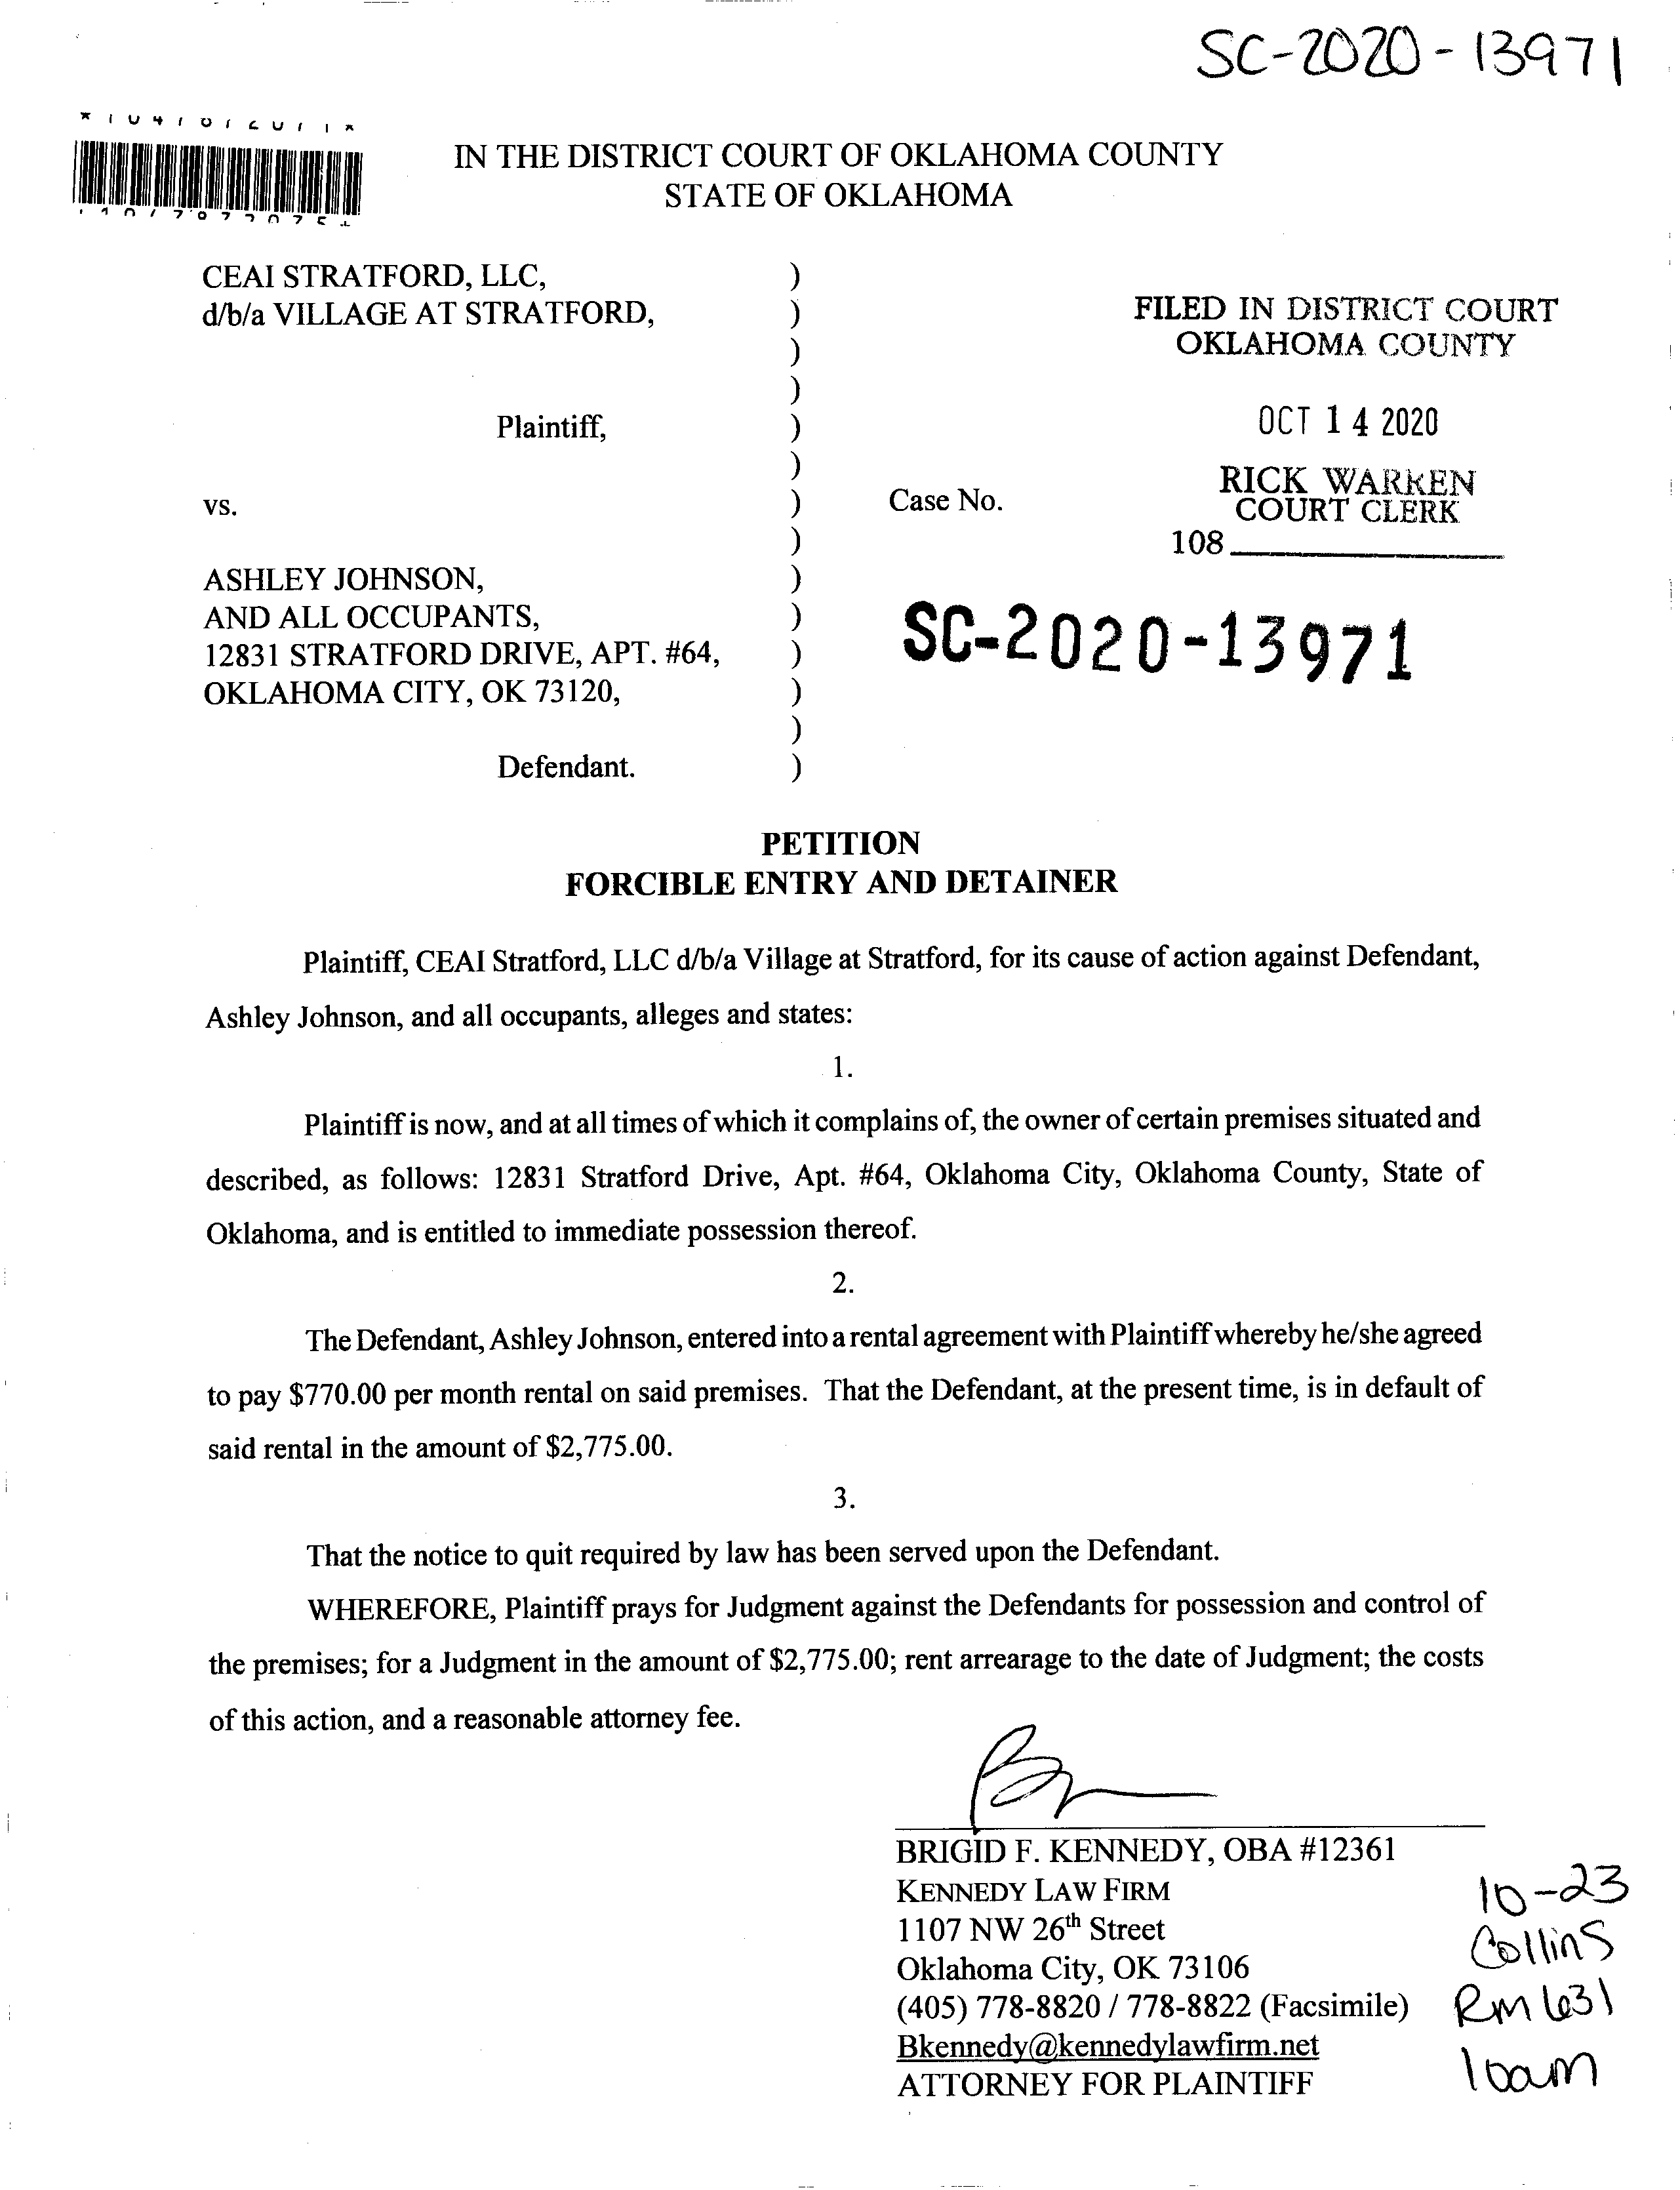 SC-2020-13971
IN THE DISTRICT COURT OF OKLAHOMA COUNTY
STATE OF OKLAHOMA
CEAI STRATFORD, LLC,
d/b/a VILLAGE AT STRATFORD,
Plaintiff,
vs.
ASHLEY JOHNSON,
AND ALL OCCUPANTS,
12831 STRATFORD DRIVE, APT. #64,
OKLAHOMA CITY, OK 73120,
Defendant.
)
)
)
)
)
)
)
)
)
)
)
)
)
)
FILED IN DISTRICT COURT
OKLAHOMA COUNTY
OCT 14 2020
RICK WARREN
COURT CLERK
108
Case No.
SC-2020-13971
PETITION
FORCIBLE ENTRY AND DETAINER
Plaintiff, CEAI Stratford, LLC d/b/a Village at Stratford, for its cause of action against Defendant,
Ashley Johnson, and all occupants, alleges and states:
1.
Plaintiff is now, and at all times of which it complains of, the owner of certain premises situated and
described, as follows: 12831 Stratford Drive, Apt. #64, Oklahoma City, Oklahoma County, State of
Oklahoma, and is entitled to immediate possession thereof.
2.
The Defendant, Ashley Johnson, entered into a rental agreement with Plaintiff whereby he/she agreed
to pay $770.00 per month rental on said premises. That the Defendant, at the present time, is in default of
said rental in the amount of $2,775.00.
3.
That the notice to quit required by law has been served upon the Defendant.
WHEREFORE, Plaintiff prays for Judgment against the Defendants for possession and control of
the premises; for a Judgment in the amount of $2,775.00; rent arrearage to the date of Judgment; the costs
of this action, and a reasonable attorney fee.
BRIGID F. KENNEDY, OBA #12361
KENNEDY LAW FIRM
1107 NW 26th Street
Oklahoma City, OK 73106
(405) 778-8820 / 778-8822 (Facsimile)
Bkennedy@kennedylawfirm.net
ATTORNEY FOR PLAINTIFF
10-23
Collins
Rm 631
10am